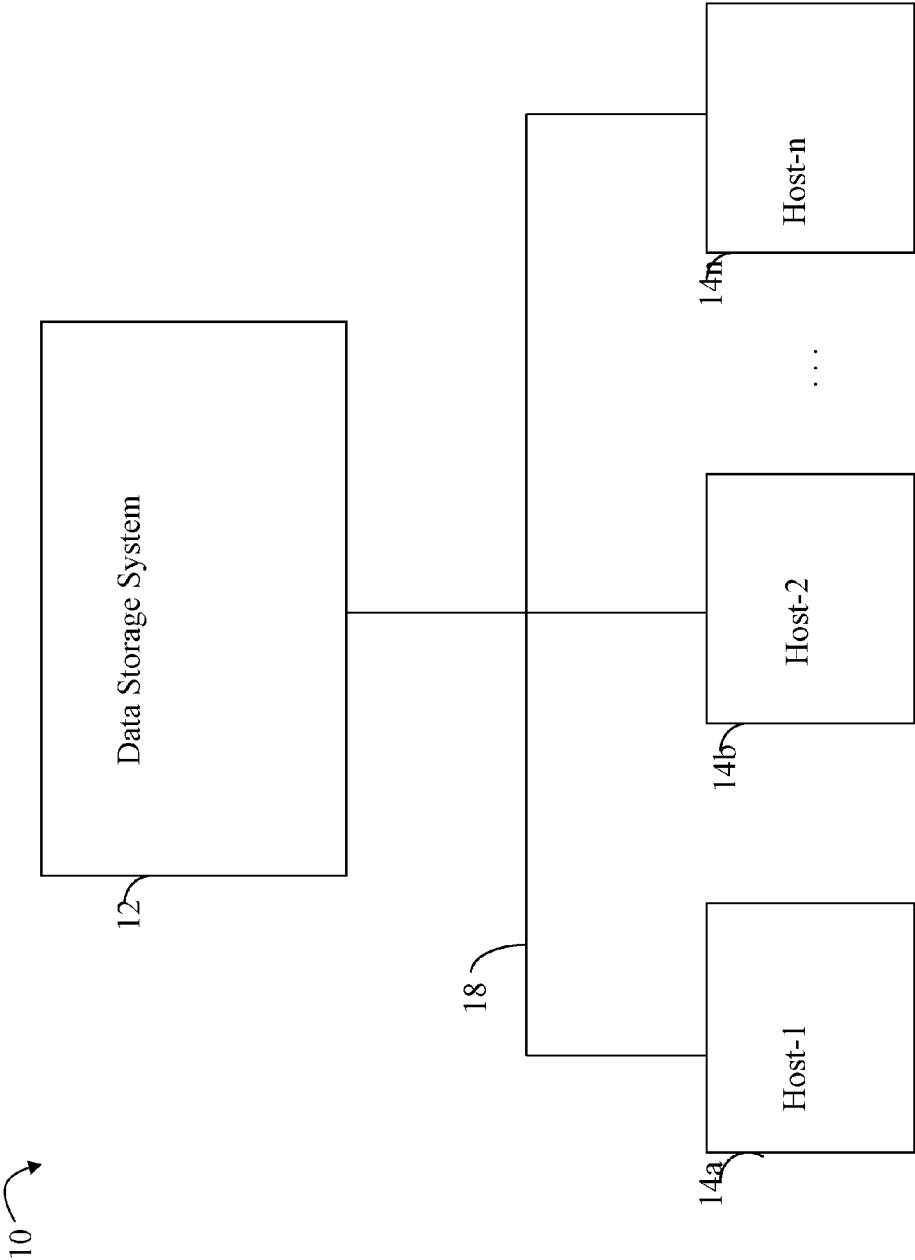 10
12
Data Storage System
18
14a
Host-1
14b
Host-2
. . .
14n
Host-n